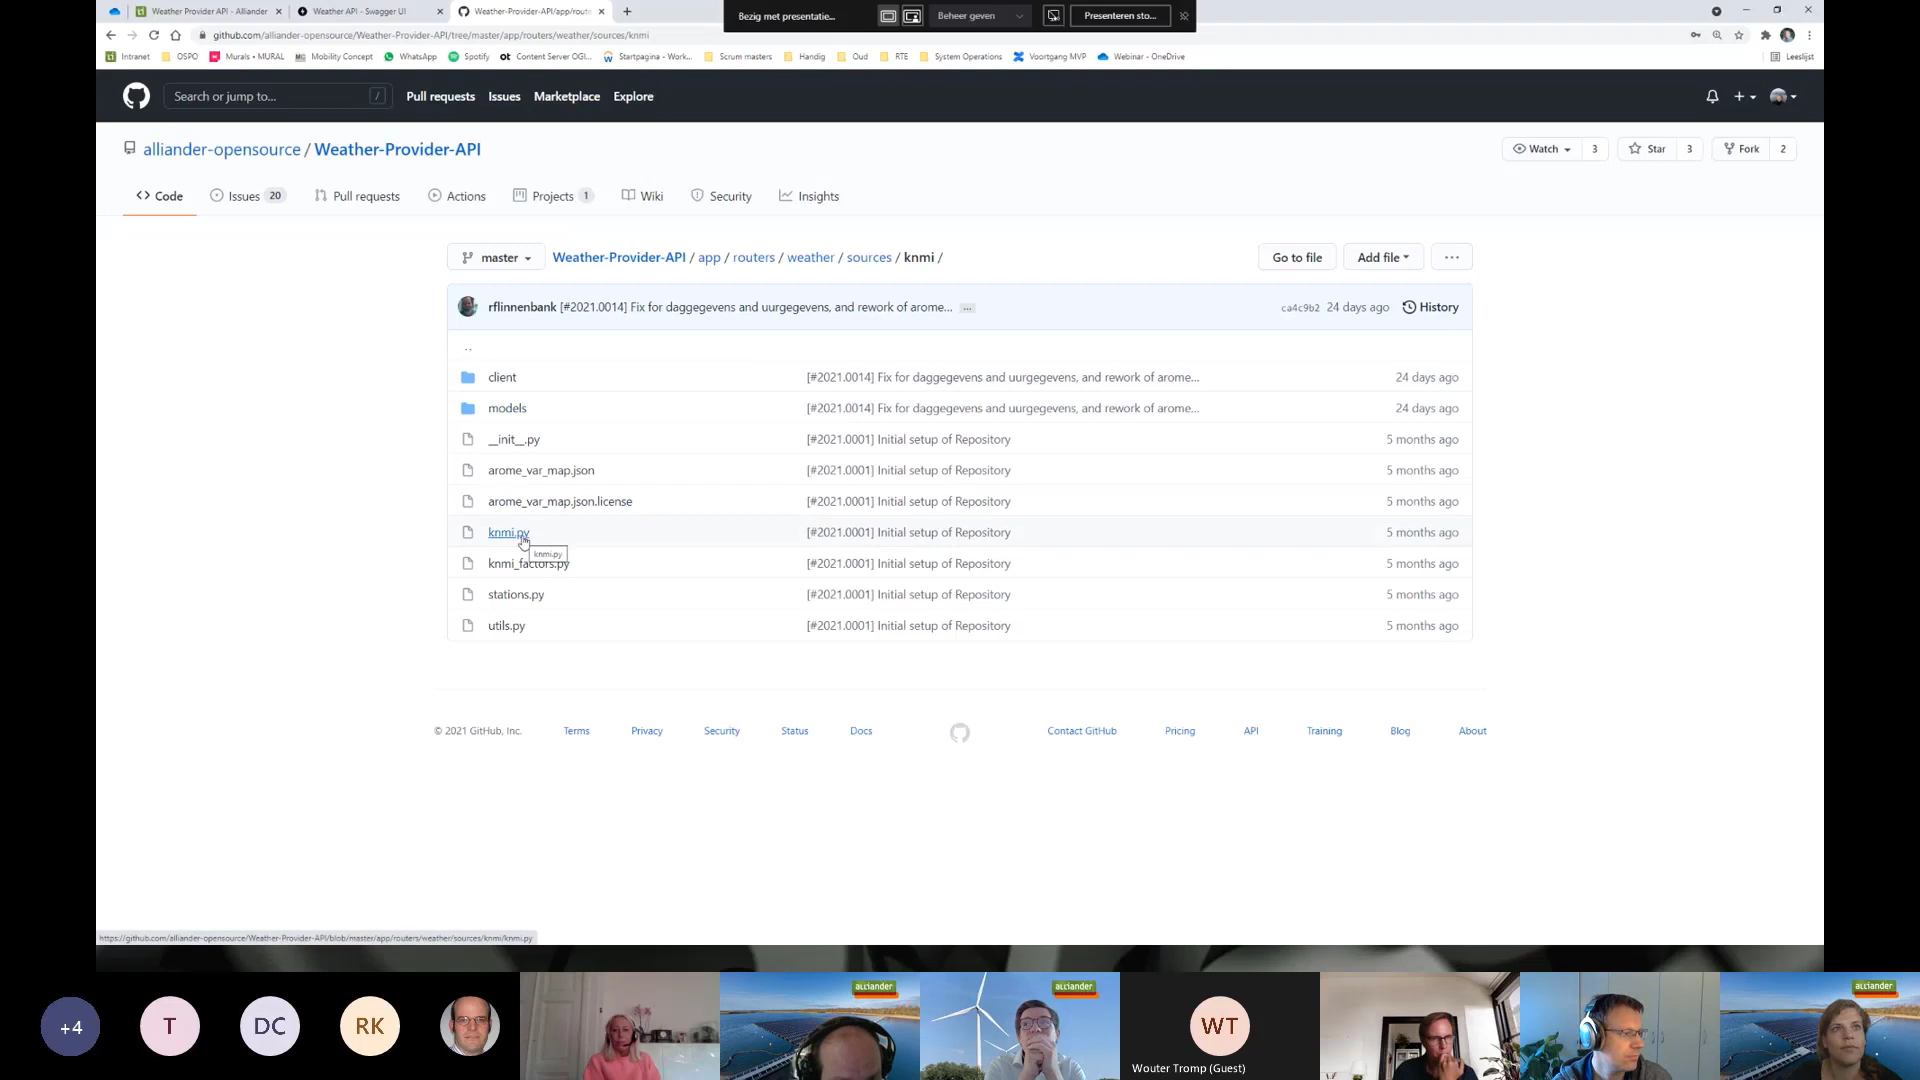 Weather Provider API - Alliander
Weather API - Swagger UI
Weather-Provider-API/app/route
Bezig met presentatie...
Beheer geven
Presenteren sto...
github.com/alliander-opensource/Weather-Provider-API/tree/master/app/routers/weather/sources/knmi
Intranet
OSPO
Murals • MURAL
Mobility Concept
WhatsApp
Spotify
Content Server OGI...
Startpagina - Work...
Scrum masters
Handig
Oud
RTE
System Operations
Voortgang MVP
Webinar - OneDrive
Leeslijst
Search or jump to... /
Pull requests Issues Marketplace Explore
alliander-opensource / Weather-Provider-API
Watch 3
Star 3
Fork 2
Code
Issues 20
Pull requests
Actions
Projects 1
Wiki
Security
Insights
master
Weather-Provider-API / app / routers / weather / sources / knmi /
Go to file
Add file
...
rflinnenbank [#2021.0014] Fix for daggegevens and uurgegevens, and rework of arome... ...
ca4c9b2 24 days ago History
..
client [#2021.0014] Fix for daggegevens and uurgegevens, and rework of arome... 24 days ago
models [#2021.0014] Fix for daggegevens and uurgegevens, and rework of arome... 24 days ago
__init__.py [#2021.0001] Initial setup of Repository 5 months ago
arome_var_map.json [#2021.0001] Initial setup of Repository 5 months ago
arome_var_map.json.license [#2021.0001] Initial setup of Repository 5 months ago
knmi.py [#2021.0001] Initial setup of Repository 5 months ago
knmi.py
knmi_factors.py [#2021.0001] Initial setup of Repository 5 months ago
stations.py [#2021.0001] Initial setup of Repository 5 months ago
utils.py [#2021.0001] Initial setup of Repository 5 months ago
© 2021 GitHub, Inc. Terms Privacy Security Status Docs Contact GitHub Pricing API Training Blog About
https://github.com/alliander-opensource/Weather-Provider-API/blob/master/app/routers/weather/sources/knmi/knmi.py
+4
T
DC
RK
alliander
alliander
WT
Wouter Tromp (Guest)
alliander